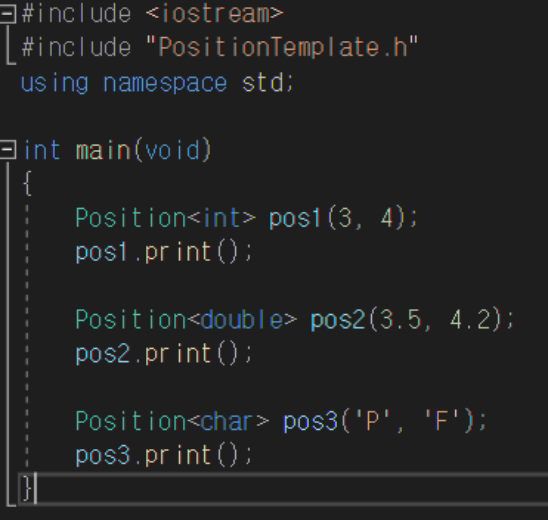 #include <iostream>
#include "PositionTemplate.h"
using namespace std;
int main(void)
{
Position<int> pos1(3, 4);
pos1.print();
Position<double> pos2(3.5, 4.2);
pos2.print();
Position<char> pos3('P', 'F');
pos3.print();
}